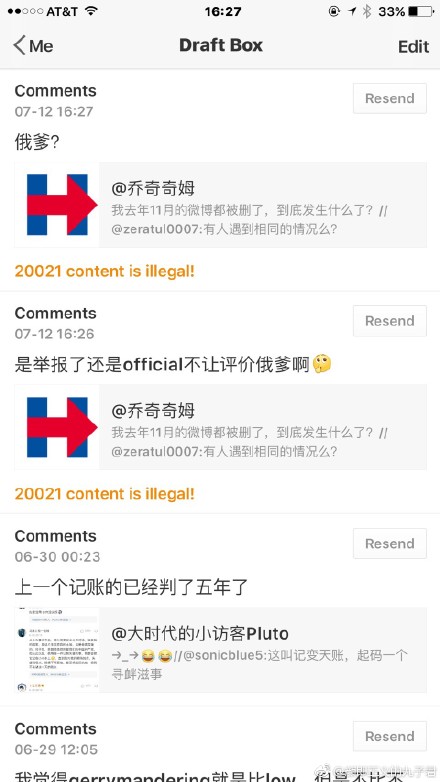 AT&T 16:27 33%
Me Draft Box Edit
Comments
07-12 16:27
Resend
俄爹?
@乔奇奇姆
我去年11月的微博都被删了，到底发生什么了？//
@zeratul0007:有人遇到相同的情况么?
20021 content is illegal!
Comments
07-12 16:26
Resend
是举报了还是official不让评价俄爹啊🤔
@乔奇奇姆
我去年11月的微博都被删了，到底发生什么了？//
@zeratul0007:有人遇到相同的情况么?
20021 content is illegal!
Comments
06-30 00:23
Resend
上一个记账的已经判了五年了
@大时代的小访客Pluto
→_→😂😂//@sonicblue5:这叫记变天账，起码一个
寻衅滋事
Comments
06-29 12:05
Resend
我觉得gerrymandering就是比low，但是不比不